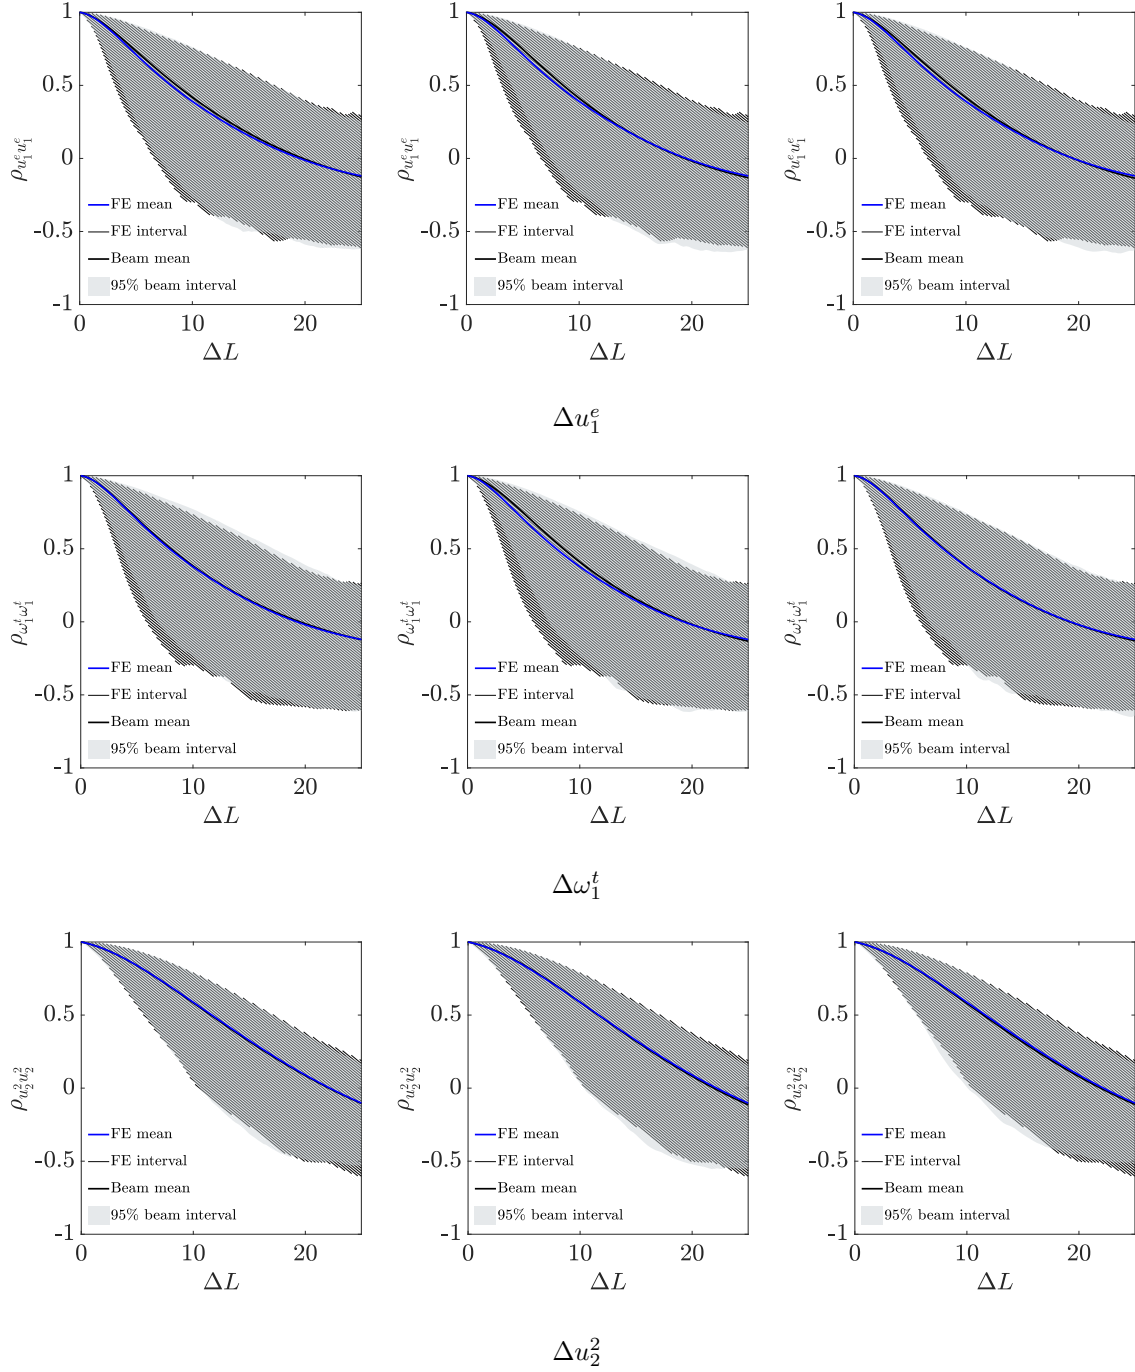 1
0.5
0
-0.5
-1
0 10 20
ΔL
ρ_{u_1^e u_1^e}
FE mean
FE interval
Beam mean
95% beam interval
1
0.5
0
-0.5
-1
0 10 20
ΔL
ρ_{u_1^e u_1^e}
FE mean
FE interval
Beam mean
95% beam interval
1
0.5
0
-0.5
-1
0 10 20
ΔL
ρ_{u_1^e u_1^e}
FE mean
FE interval
Beam mean
95% beam interval
Δu_1^e
1
0.5
0
-0.5
-1
0 10 20
ΔL
ρ_{ω_1^t ω_1^t}
FE mean
FE interval
Beam mean
95% beam interval
1
0.5
0
-0.5
-1
0 10 20
ΔL
ρ_{ω_1^t ω_1^t}
FE mean
FE interval
Beam mean
95% beam interval
1
0.5
0
-0.5
-1
0 10 20
ΔL
ρ_{ω_1^t ω_1^t}
FE mean
FE interval
Beam mean
95% beam interval
Δω_1^t
1
0.5
0
-0.5
-1
0 10 20
ΔL
ρ_{u_2^2 u_2^2}
FE mean
FE interval
Beam mean
95% beam interval
1
0.5
0
-0.5
-1
0 10 20
ΔL
ρ_{u_2^2 u_2^2}
FE mean
FE interval
Beam mean
95% beam interval
1
0.5
0
-0.5
-1
0 10 20
ΔL
ρ_{u_2^2 u_2^2}
FE mean
FE interval
Beam mean
95% beam interval
Δu_2^2